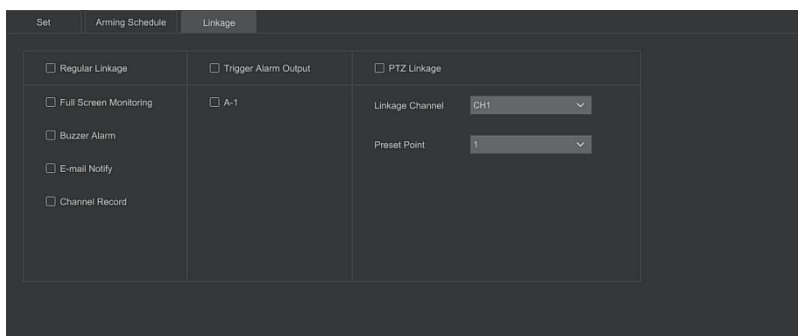 Set Arming Schedule Linkage
Regular Linkage Trigger Alarm Output PTZ Linkage
Full Screen Monitoring A-1 Linkage Channel CH1
Buzzer Alarm Preset Point 1
E-mail Notify
Channel Record